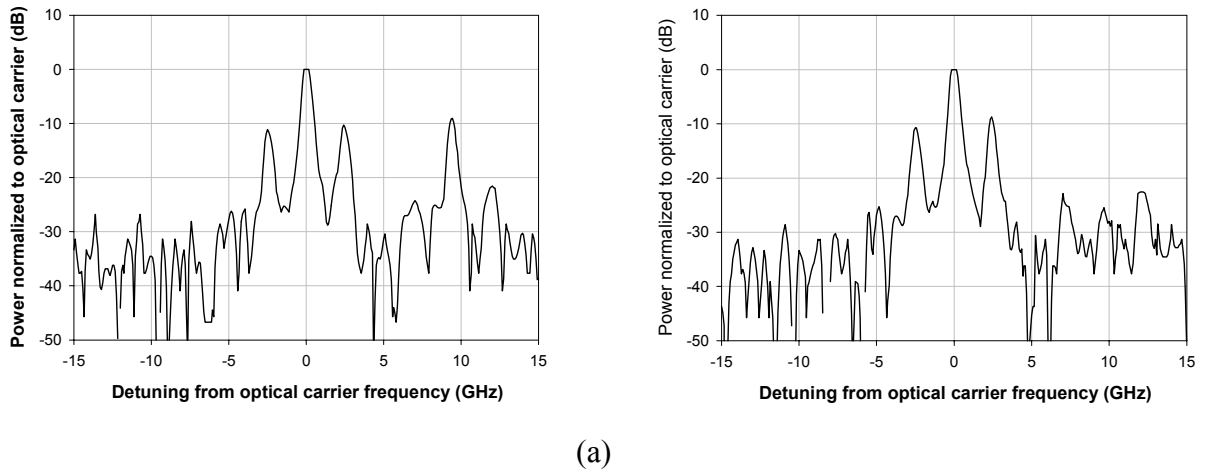 Power normalized to optical carrier (dB)
10
0
-10
-20
-30
-40
-50
-15 -10 -5 0 5 10 15
Detuning from optical carrier frequency (GHz)
Power normalized to optical carrier (dB)
10
0
-10
-20
-30
-40
-50
-15 -10 -5 0 5 10 15
Detuning from optical carrier frequency (GHz)
(a)